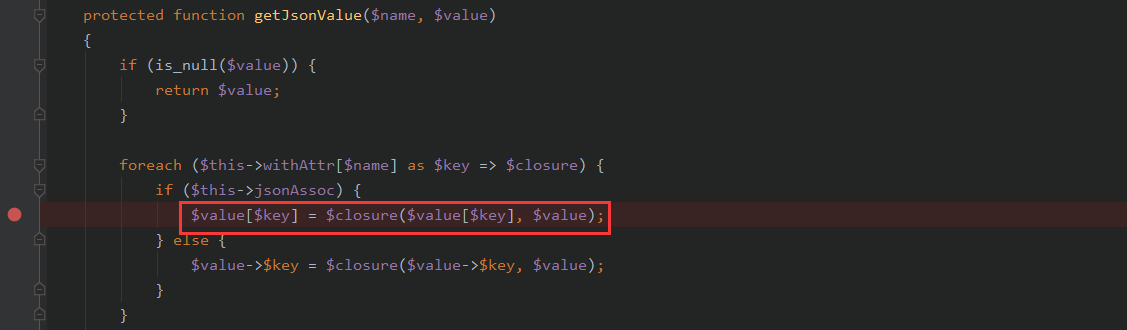 protected function getJsonValue($name, $value)
{
if (is_null($value)) {
return $value;
}
foreach ($this->withAttr[$name] as $key => $closure) {
if ($this->jsonAssoc) {
$value[$key] = $closure($value[$key], $value);
} else {
$value->$key = $closure($value->$key, $value);
}
}